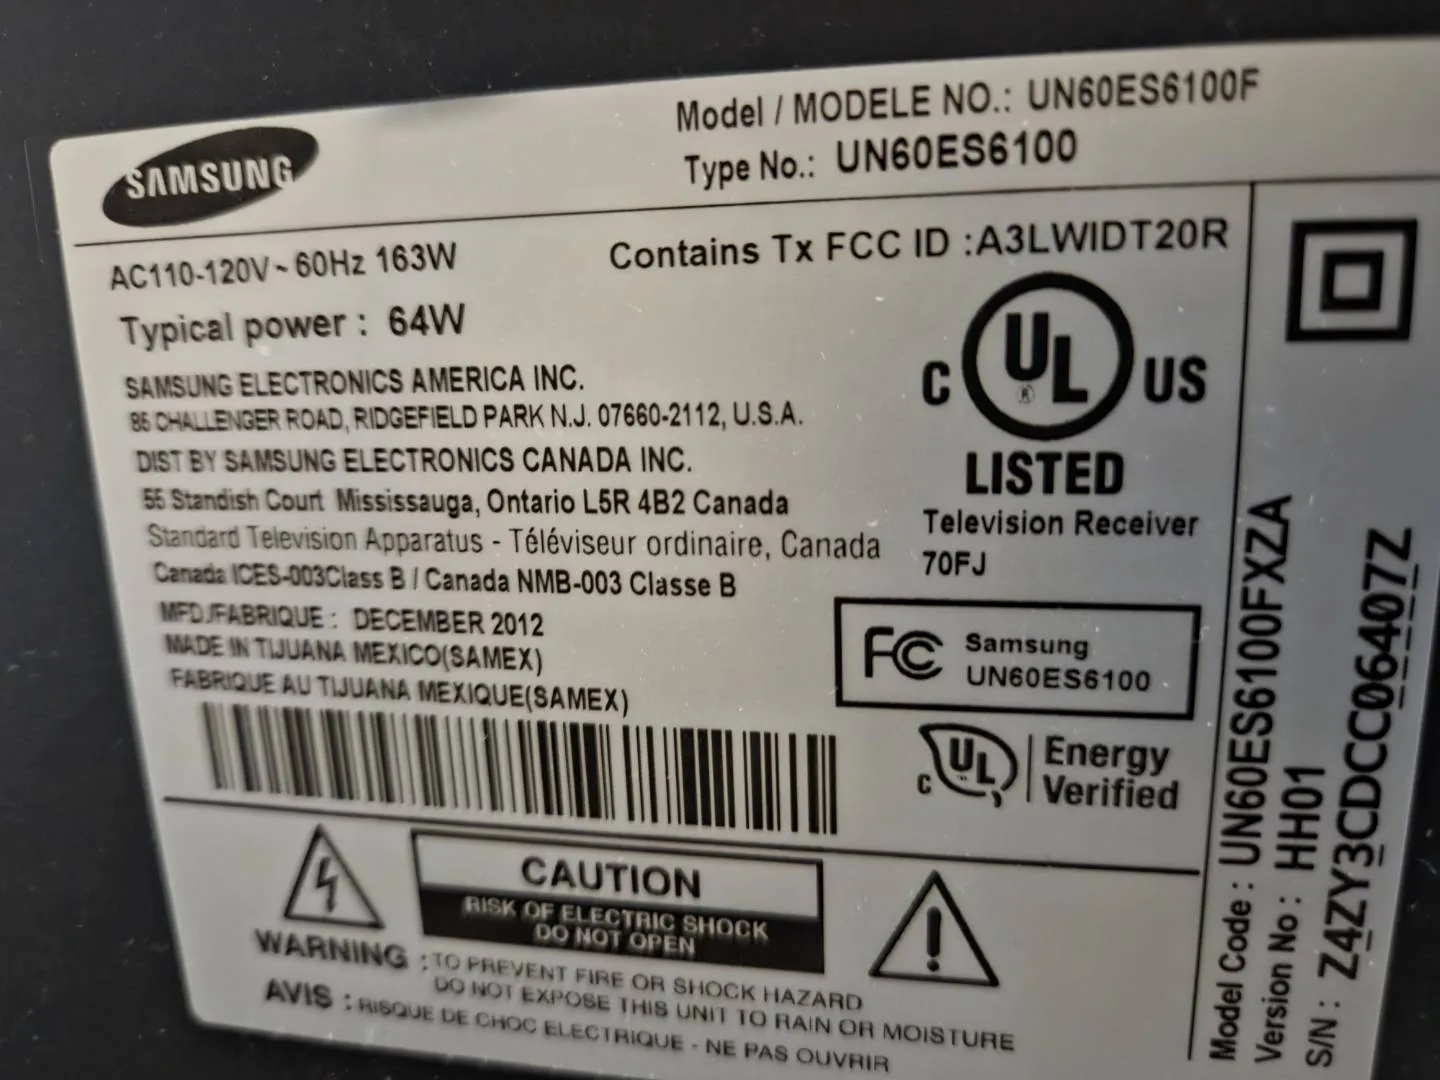 SAMSUNG
Model / MODELE NO.: UN60ES6100F
Type No.: UN60ES6100
AC110-120V~60Hz 163W
Typical power : 64W
Contains Tx FCC ID :A3LWIDT20R
SAMSUNG ELECTRONICS AMERICA INC.
85 CHALLENGER ROAD, RIDGEFIELD PARK N.J. 07660-2112, U.S.A.
DIST BY SAMSUNG ELECTRONICS CANADA INC.
55 Standish Court Mississauga, Ontario L5R 4B2 Canada
Standard Television Apparatus - Téléviseur ordinaire, Canada
Canada ICES-003Class B / Canada NMB-003 Classe B
MFD./FABRIQUE : DECEMBER 2012
MADE IN TIJUANA MEXICO(SAMEX)
FABRIQUE AU TIJUANA MEXIQUE(SAMEX)
C UL ® US
LISTED
Television Receiver
70FJ
FC Samsung
UN60ES6100
C UL Energy
Verified
CAUTION
RISK OF ELECTRIC SHOCK
DO NOT OPEN
WARNING : TO PREVENT FIRE OR SHOCK HAZARD
DO NOT EXPOSE THIS UNIT TO RAIN OR MOISTURE
AVIS : RISQUE DE CHOC ELECTRIQUE - NE PAS OUVRIR
Model Code : UN60ES6100FXZA
Version No : HH01
S/N : Z4ZY3CDCC06407Z